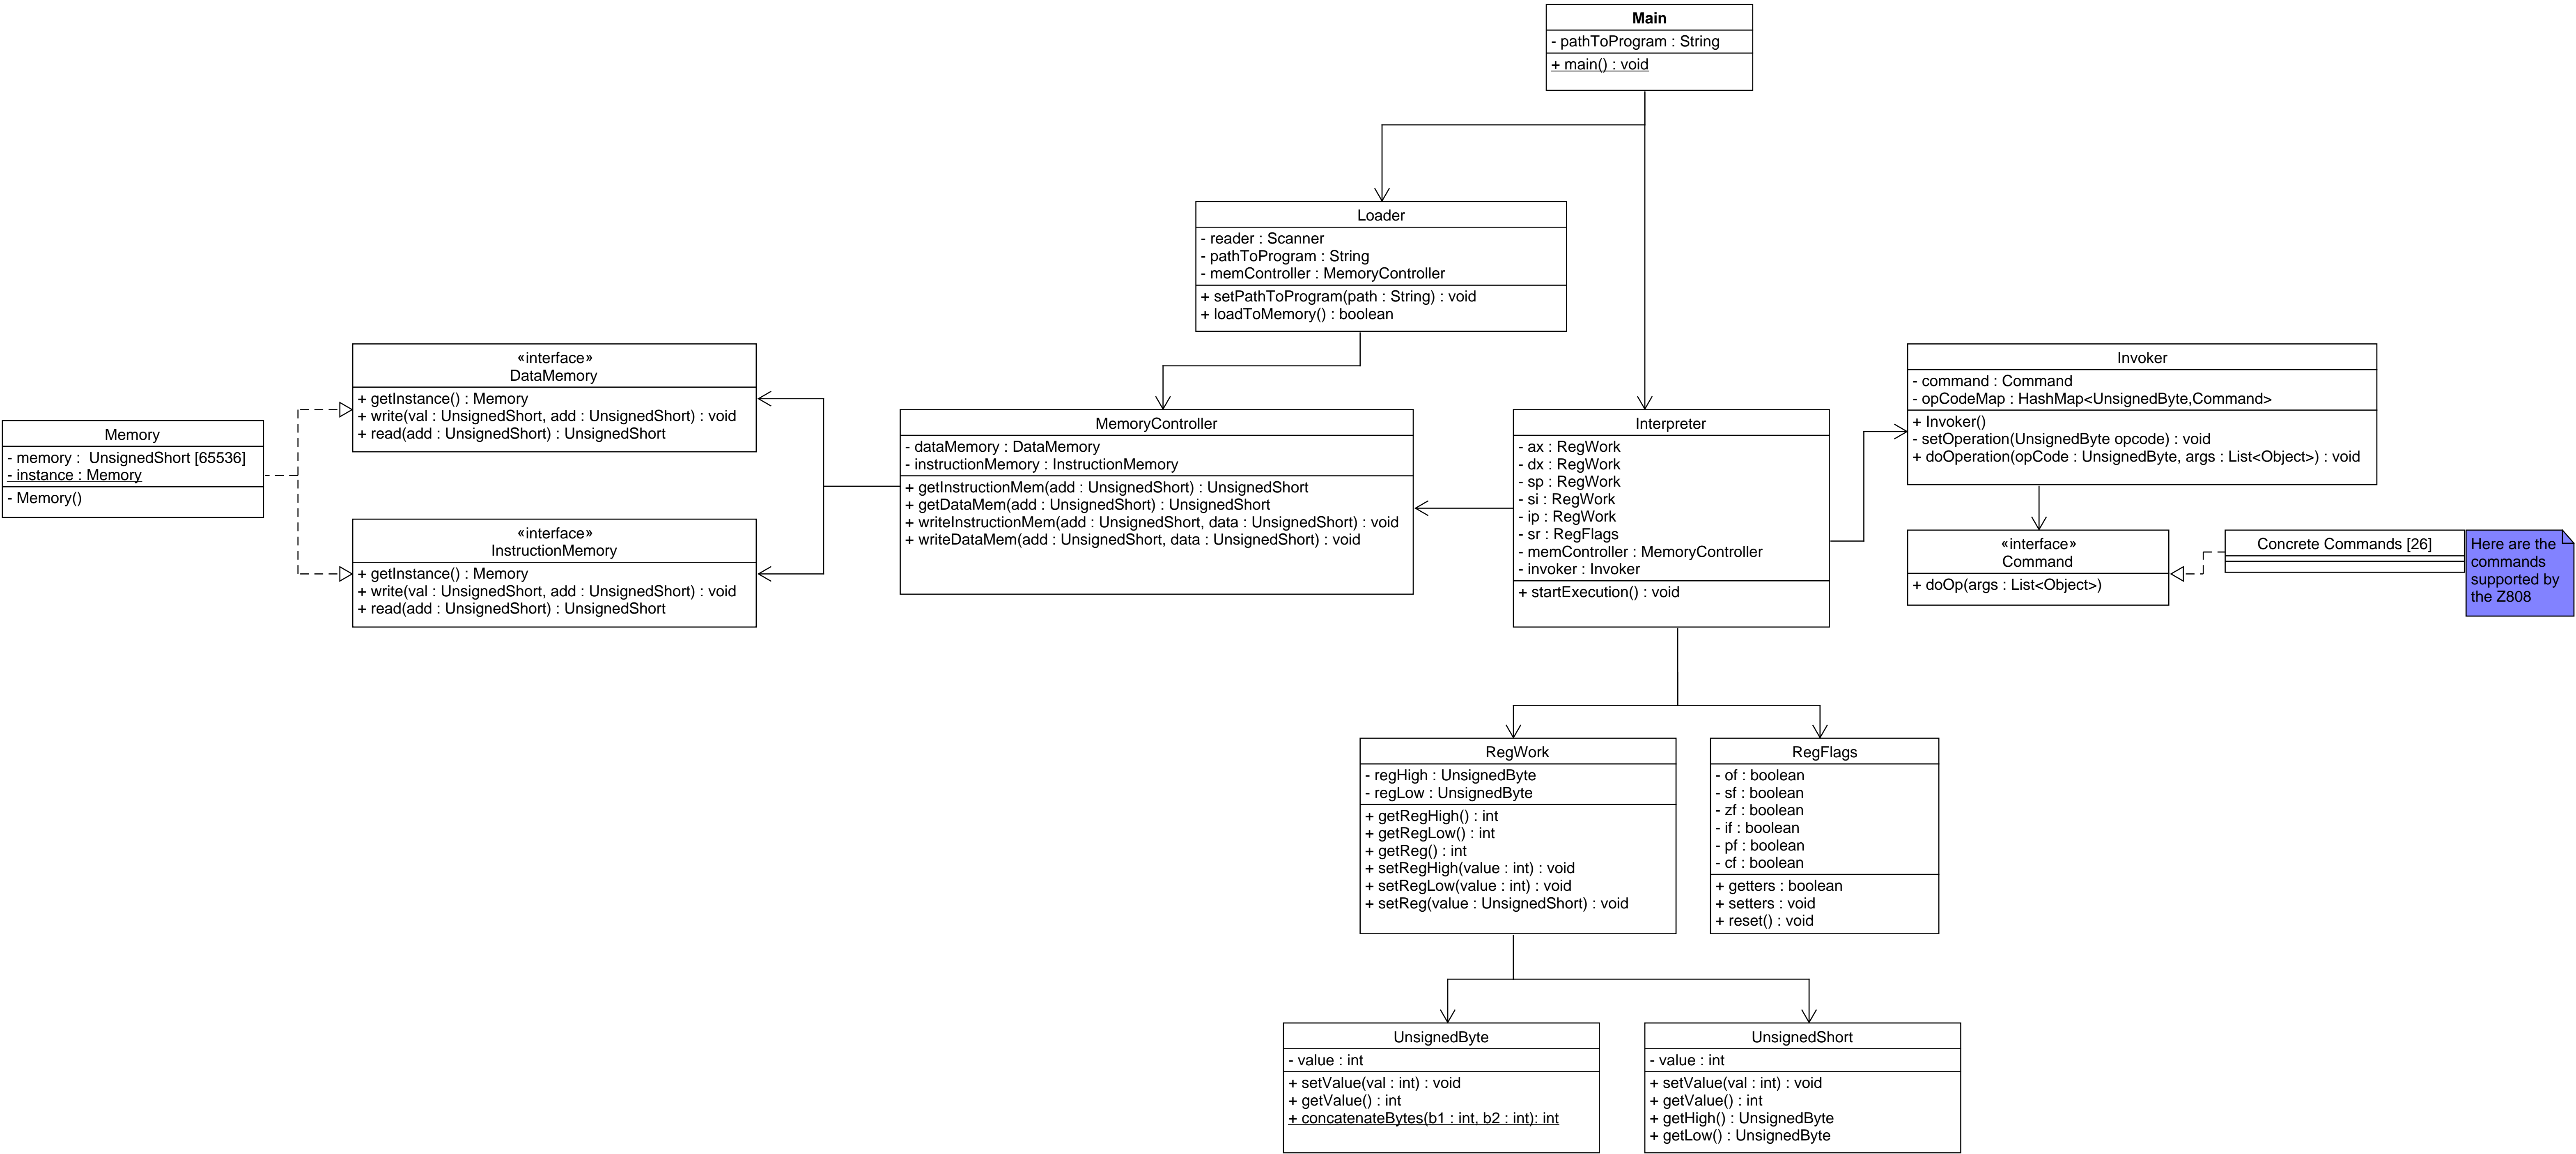 Main
- pathToProgram : String
+ main() : void
Loader
- reader : Scanner
- pathToProgram : String
- memController : MemoryController
+ setPathToProgram(path : String) : void
+ loadToMemory() : boolean
Memory
- memory :  UnsignedShort [65536]
- instance : Memory
- Memory()
«interface»
DataMemory
+ getInstance() : Memory
+ write(val : UnsignedShort, add : UnsignedShort) : void
+ read(add : UnsignedShort) : UnsignedShort
«interface»
InstructionMemory
+ getInstance() : Memory
+ write(val : UnsignedShort, add : UnsignedShort) : void
+ read(add : UnsignedShort) : UnsignedShort
MemoryController
- dataMemory : DataMemory
- instructionMemory : InstructionMemory
+ getInstructionMem(add : UnsignedShort) : UnsignedShort
+ getDataMem(add : UnsignedShort) : UnsignedShort
+ writeInstructionMem(add : UnsignedShort, data : UnsignedShort) : void
+ writeDataMem(add : UnsignedShort, data : UnsignedShort) : void
Interpreter
- ax : RegWork
- dx : RegWork
- sp : RegWork
- si : RegWork
- ip : RegWork
- sr : RegFlags
- memController : MemoryController
- invoker : Invoker
+ startExecution() : void
Invoker
- command : Command
- opCodeMap : HashMap<UnsignedByte,Command>
+ Invoker()
- setOperation(UnsignedByte opcode) : void
+ doOperation(opCode : UnsignedByte, args : List<Object>) : void
«interface»
Command
+ doOp(args : List<Object>)
Concrete Commands [26]
Here are the
commands
supported by
the Z808
RegWork
- regHigh : UnsignedByte
- regLow : UnsignedByte
+ getRegHigh() : int
+ getRegLow() : int
+ getReg() : int
+ setRegHigh(value : int) : void
+ setRegLow(value : int) : void
+ setReg(value : UnsignedShort) : void
RegFlags
- of : boolean
- sf : boolean
- zf : boolean
- if : boolean
- pf : boolean
- cf : boolean
+ getters : boolean
+ setters : void
+ reset() : void
UnsignedByte
- value : int
+ setValue(val : int) : void
+ getValue() : int
+ concatenateBytes(b1 : int, b2 : int): int
UnsignedShort
- value : int
+ setValue(val : int) : void
+ getValue() : int
+ getHigh() : UnsignedByte
+ getLow() : UnsignedByte